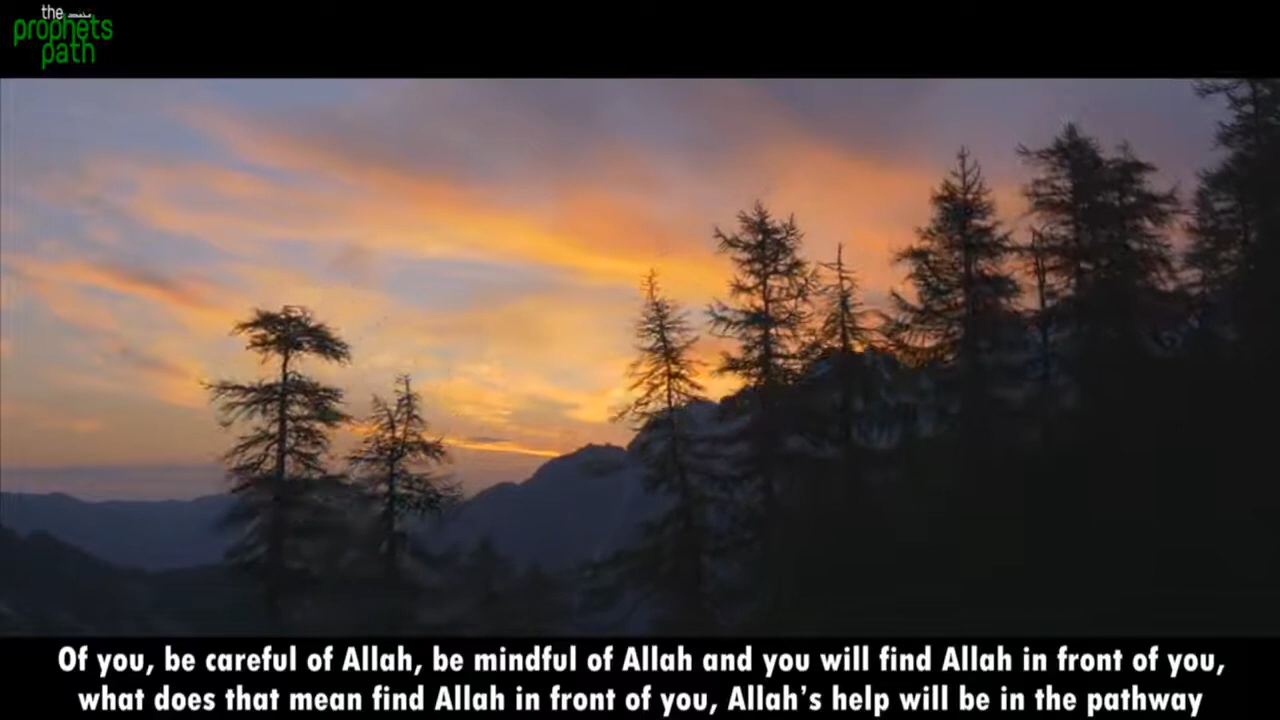 the
prophets
path
Of you, be careful of Allah, be mindful of Allah and you will find Allah in front of you,
what does that mean find Allah in front of you, Allah's help will be in the pathway